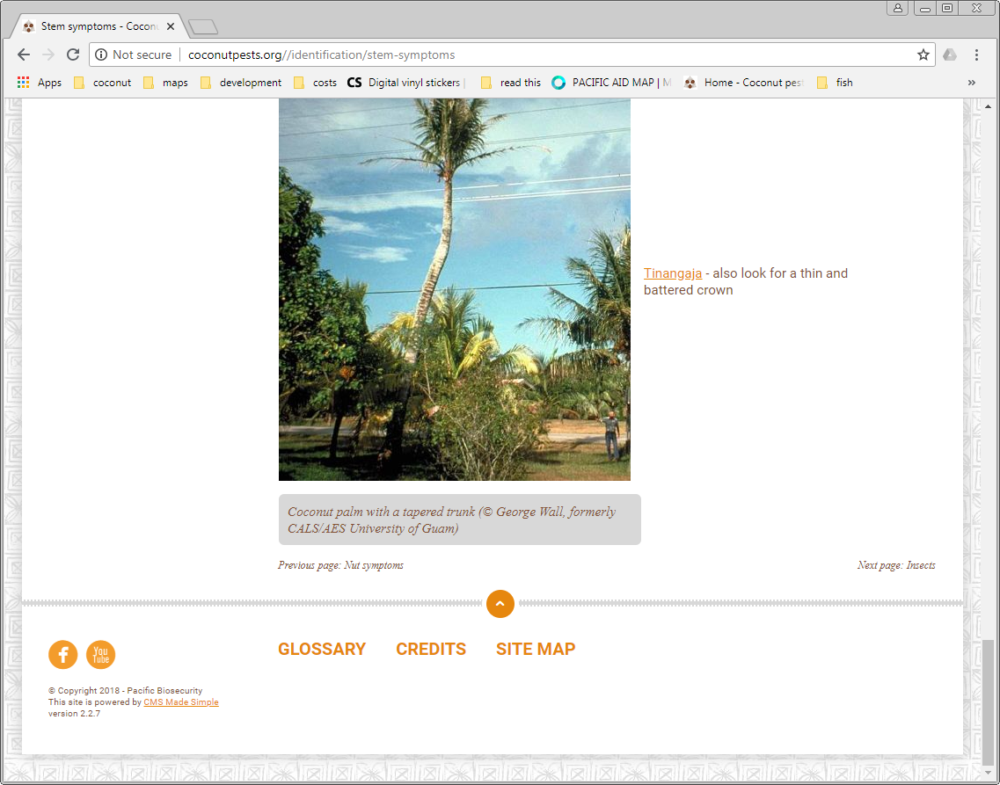 Stem symptoms - Cocon
Not secure
coconutpests.org//identification/stem-symptoms
Apps
coconut
maps
development
costs
CS Digital vinyl stickers |
read this
PACIFIC AID MAP | M
Home - Coconut pest
fish
»
Tinangaja - also look for a thin and
battered crown
Coconut palm with a tapered trunk (© George Wall, formerly
CALS/AES University of Guam)
Previous page: Nut symptoms
Next page: Insects
GLOSSARY
CREDITS
SITE MAP
f
You
Tube
© Copyright 2018 - Pacific Biosecurity
This site is powered by CMS Made Simple
version 2.2.7